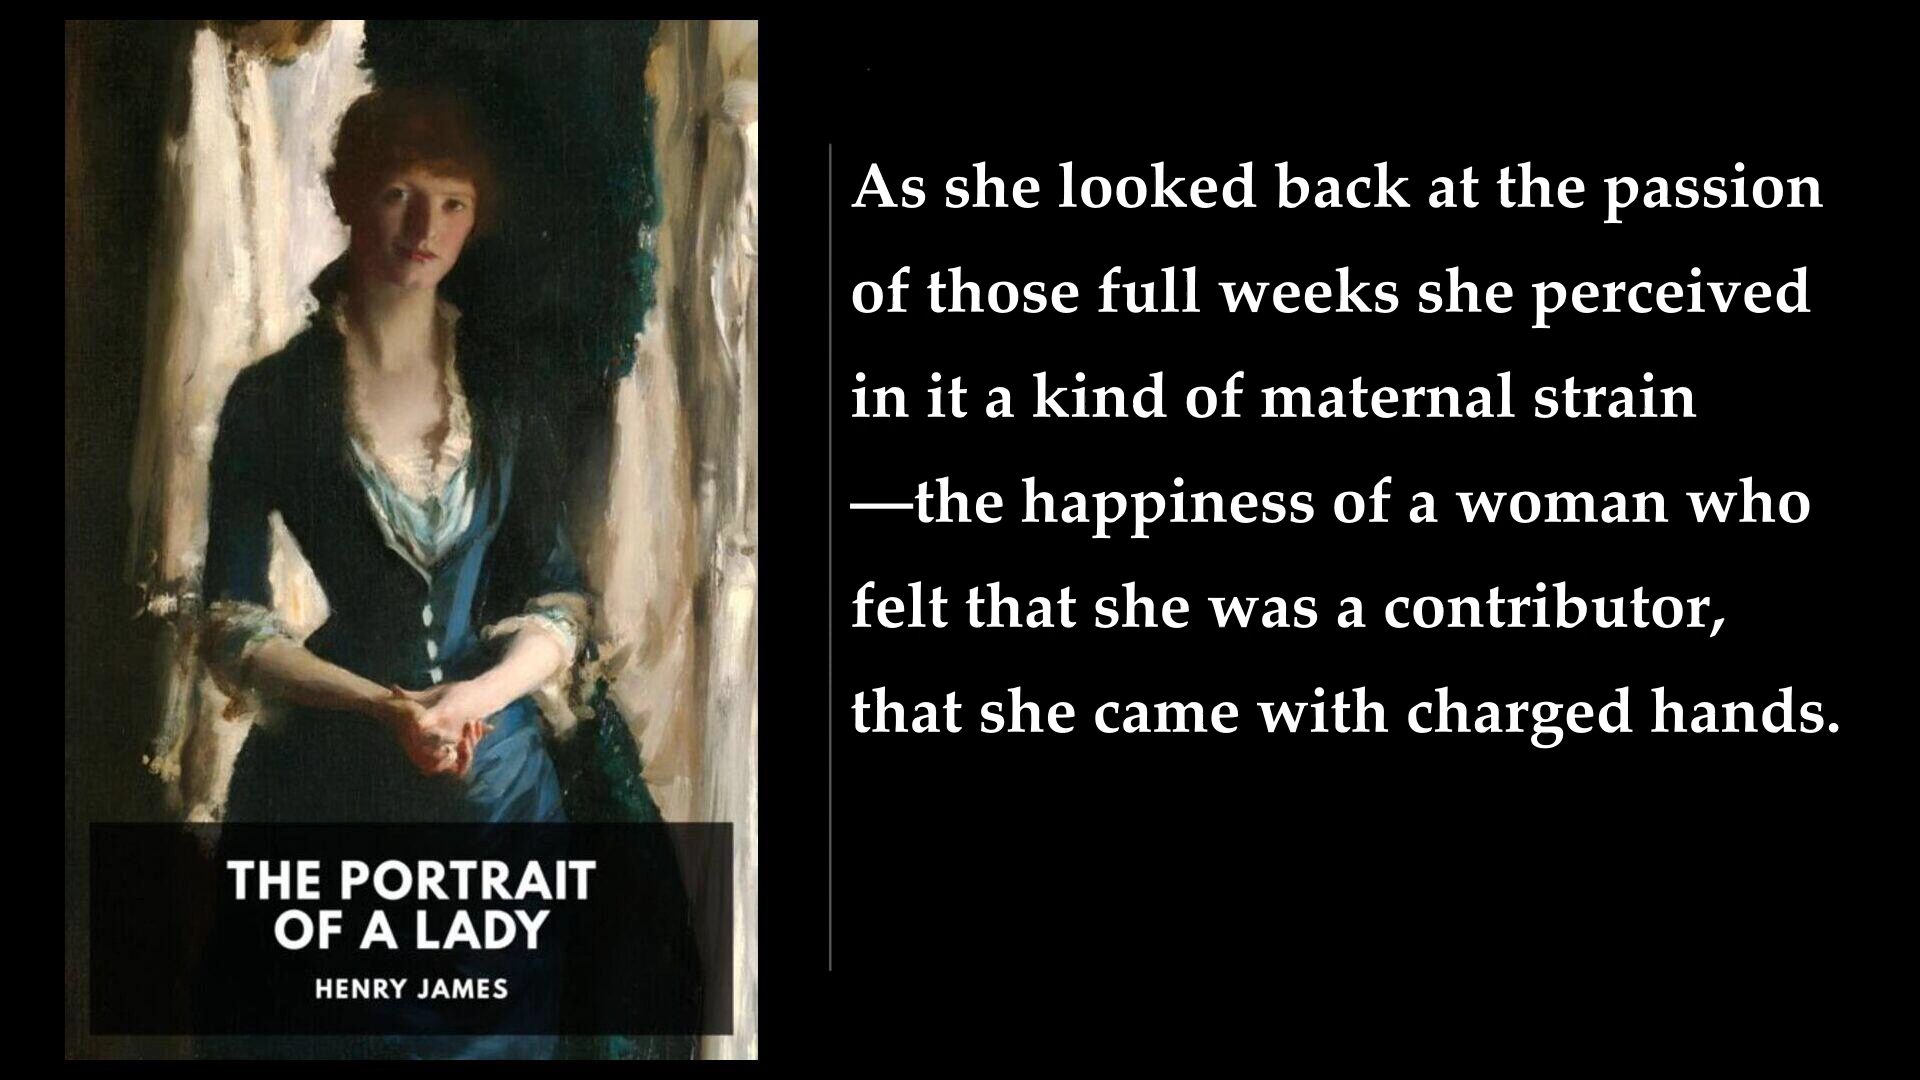 THE PORTRAIT
OF A LADY
HENRY JAMES
As she looked back at the passion
of those full weeks she perceived
in it a kind of maternal strain
—the happiness of a woman who
felt that she was a contributor,
that she came with charged hands.